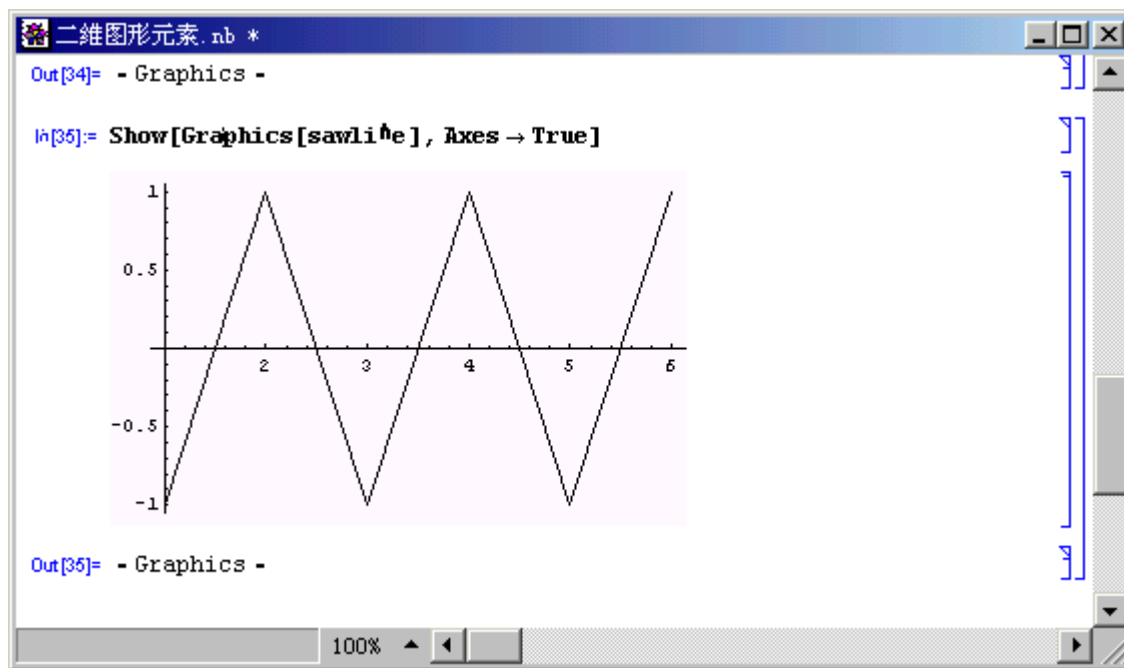 二维图形元素.nb *
Out[34]= - Graphics -
In[35]:= Show[Graphics[sawline], Axes → True]
1
0.5
2 3 4 5 6
-0.5
-1
Out[35]= - Graphics -
100%